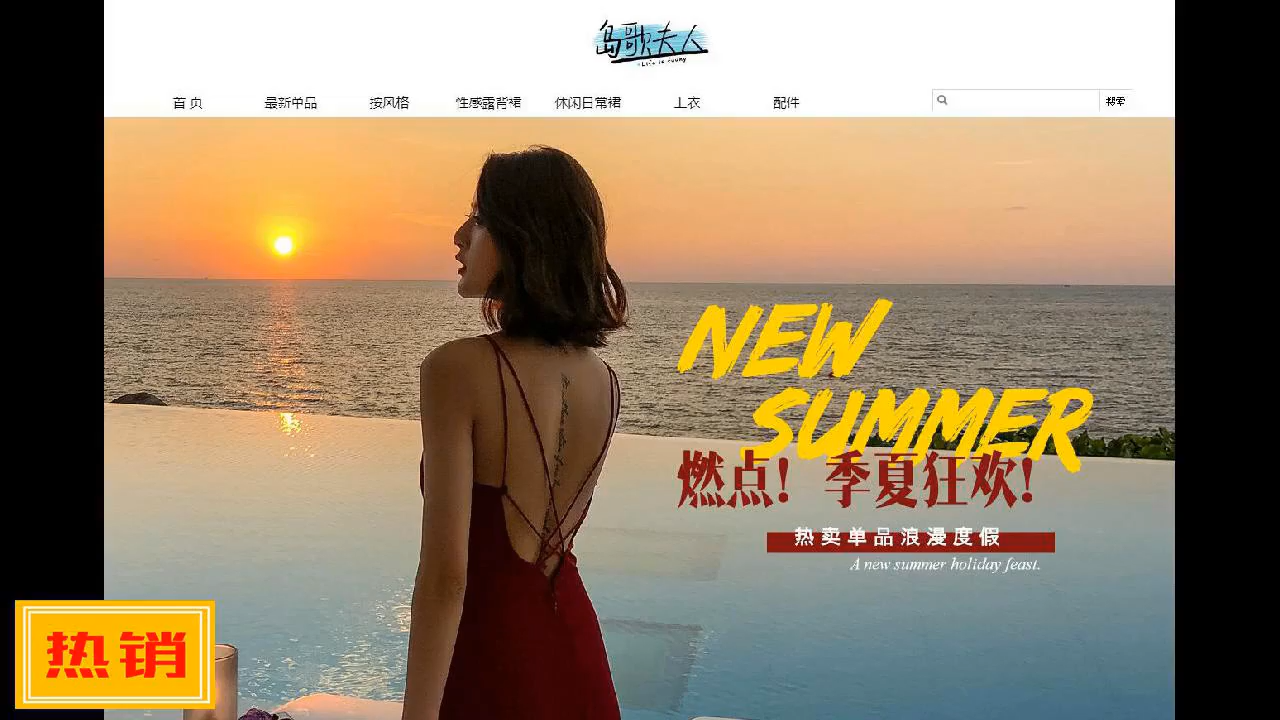 岛歌夫人
首页 最新单品 按风格 性感露背裙 休闲日常裙 上衣 配件 搜索
NEW
SUMMER
燃点！季夏狂欢！
热卖单品浪漫度假
A new summer holiday feast.
热销